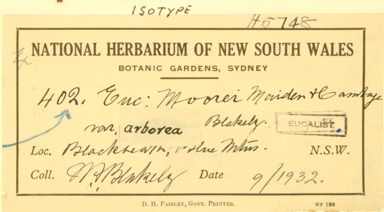 ISOTYPE
H5748
NATIONAL HERBARIUM OF NEW SOUTH WALES
BOTANIC GARDENS, SYDNEY
402. Euc: Moorei Maiden & Cambage
var. arborea Blakely.
EUCALIST
Loc. Blackheath, Blue Mtns. N.S.W.
Coll. W. F. Blakely Date 9/1932.
D. H. PAISLEY, GOVT. PRINTER.